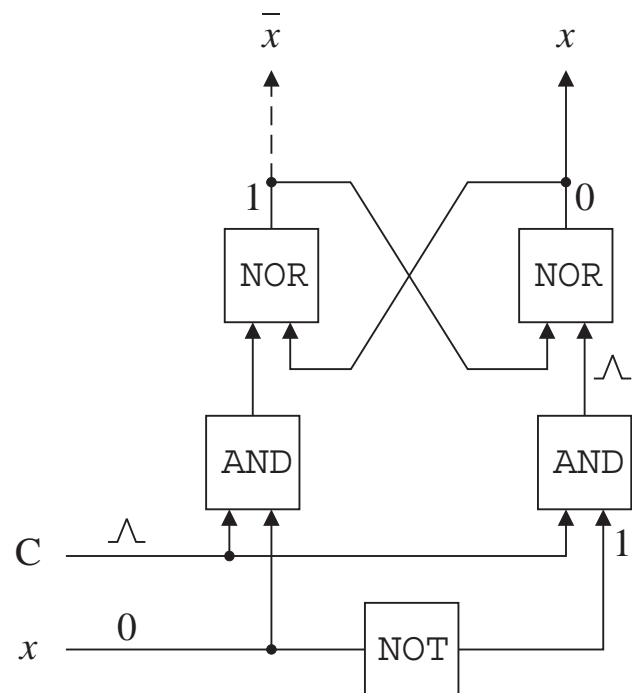 x̅ x
1 0
NOR NOR
AND AND
C 1
x 0 NOT